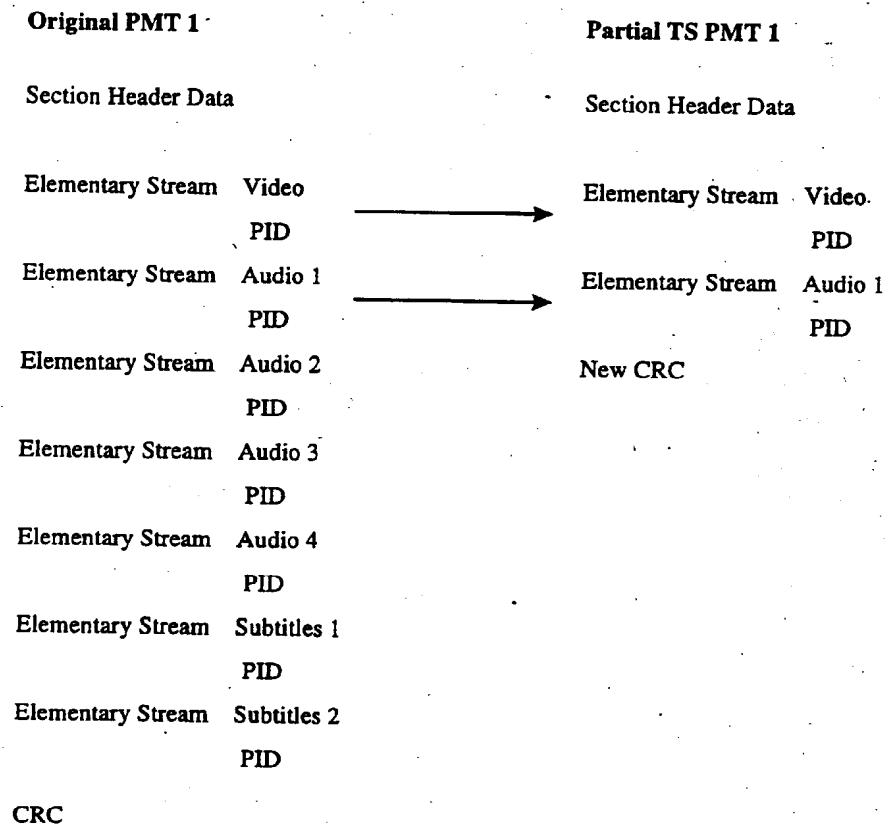 Original PMT 1
Section Header Data
Elementary Stream Video
PID
Elementary Stream Audio 1
PID
Elementary Stream Audio 2
PID
Elementary Stream Audio 3
PID
Elementary Stream Audio 4
PID
Elementary Stream Subtitles 1
PID
Elementary Stream Subtitles 2
PID
CRC
Partial TS PMT 1
Section Header Data
Elementary Stream Video
PID
Elementary Stream Audio 1
PID
New CRC